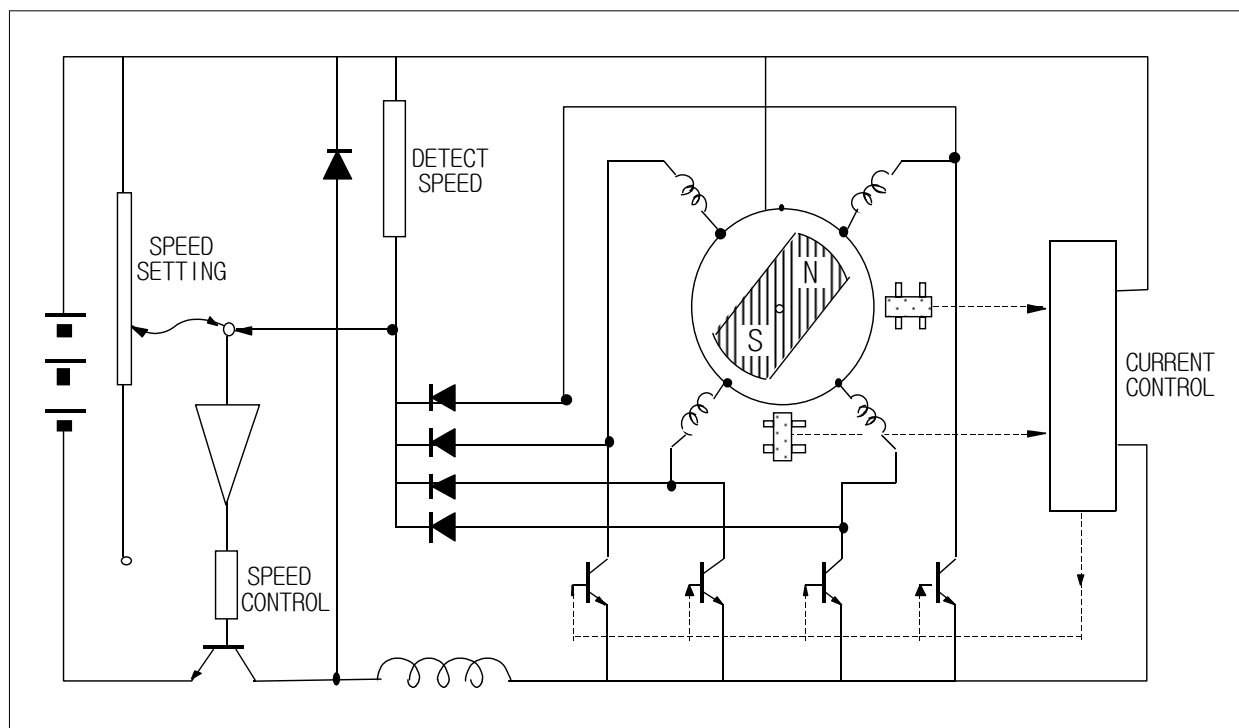 DETECT
SPEED
SPEED
SETTING
N
S
CURRENT
CONTROL
SPEED
CONTROL